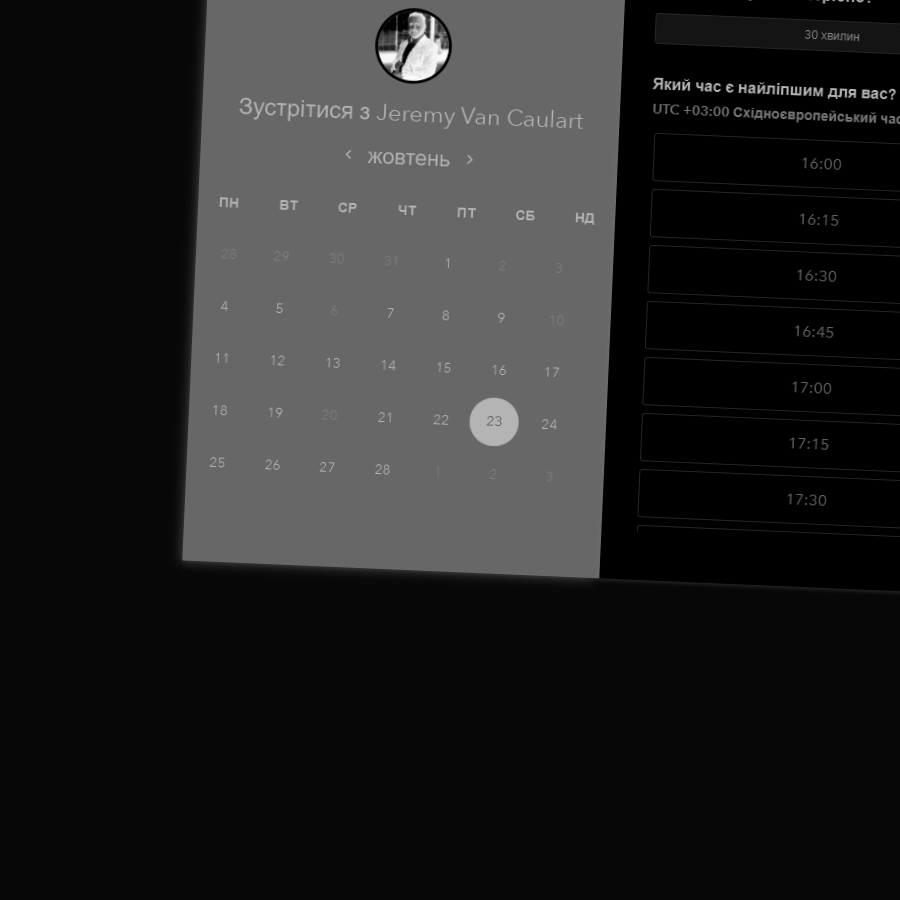 Зустрітися з Jeremy Van Caulart
жовтень
ПН ВТ СР ЧТ ПТ СБ НД
28 29 30 31 1 2 3
4 5 6 7 8 9 10
11 12 13 14 15 16 17
18 19 20 21 22 23 24
25 26 27 28 1 2 3
30 хвилин
Який час є найліпшим для вас?
UTC +03:00 Східноєвропейський
16:00
16:15
16:30
16:45
17:00
17:15
17:30